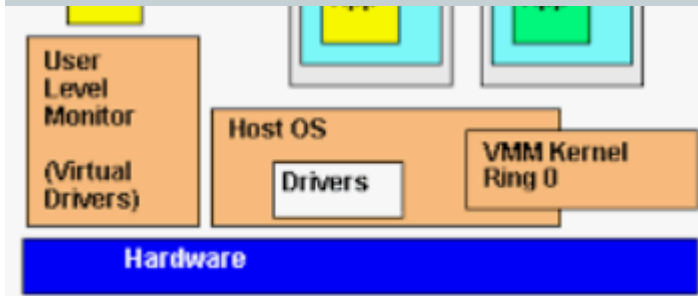 User
Level
Monitor
(Virtual
Drivers)
Host OS
Drivers
VMM Kernel
Ring 0
Hardware